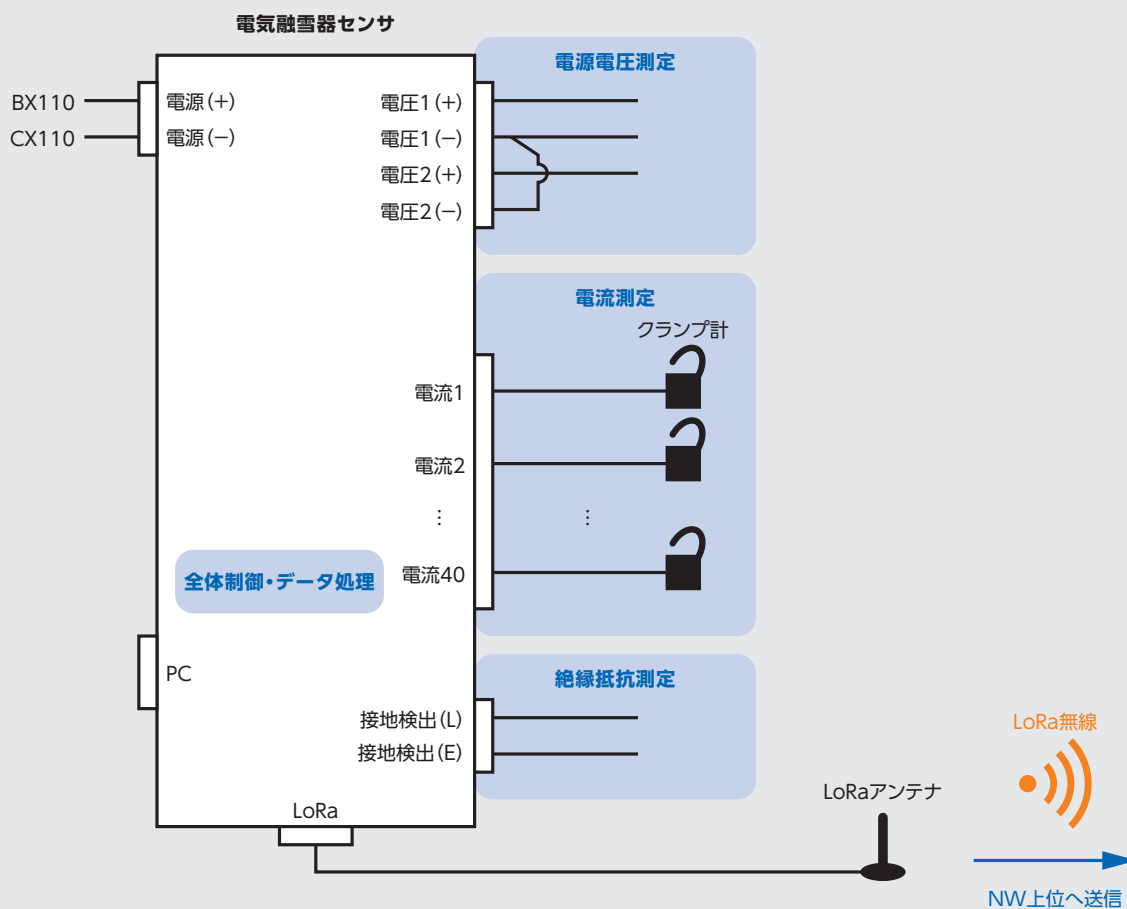 電気融雪器センサ
電源電圧測定
BX110
電源(+)
電圧1(+)
CX110
電源(−)
電圧1(−)
電圧2(+)
電圧2(−)
電流測定
クランプ計
電流1
電流2
⋮
⋮
全体制御・データ処理
電流40
PC
絶縁抵抗測定
接地検出(L)
接地検出(E)
LoRa無線
LoRa
LoRaアンテナ
NW上位へ送信